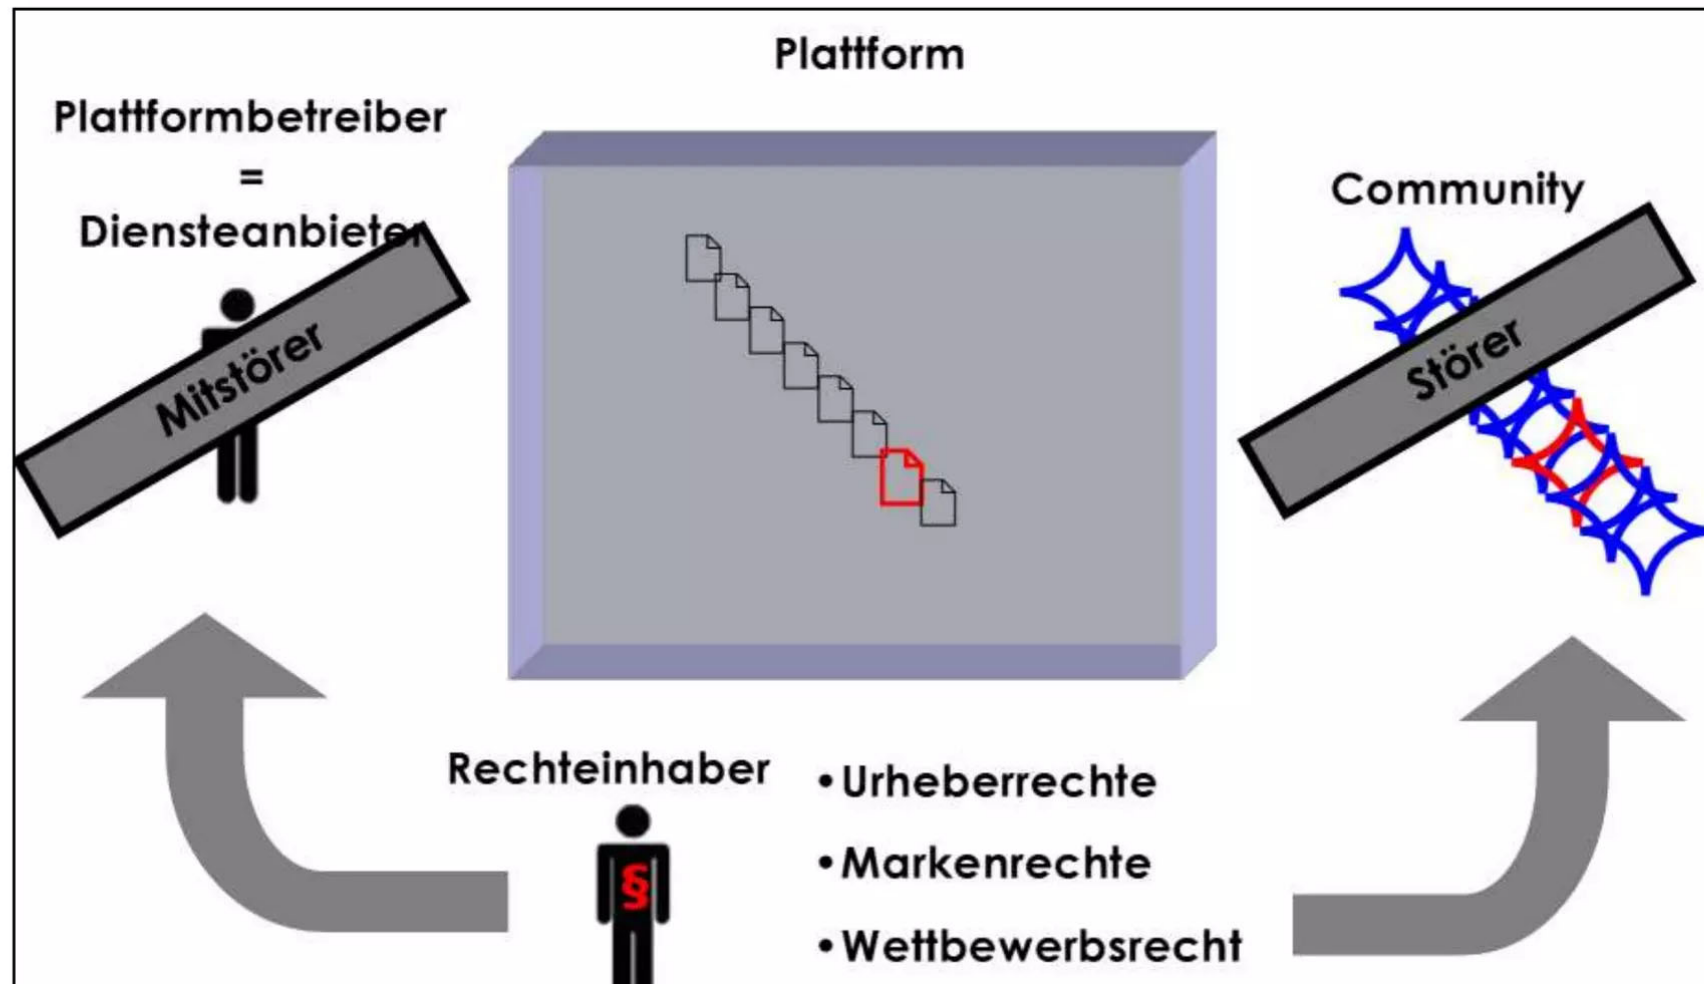 Plattform
Plattformbetreiber
=
Diensteanbieter
Mitstörer
Community
Störer
Rechteinhaber
§
•Urheberrechte
•Markenrechte
•Wettbewerbsrecht